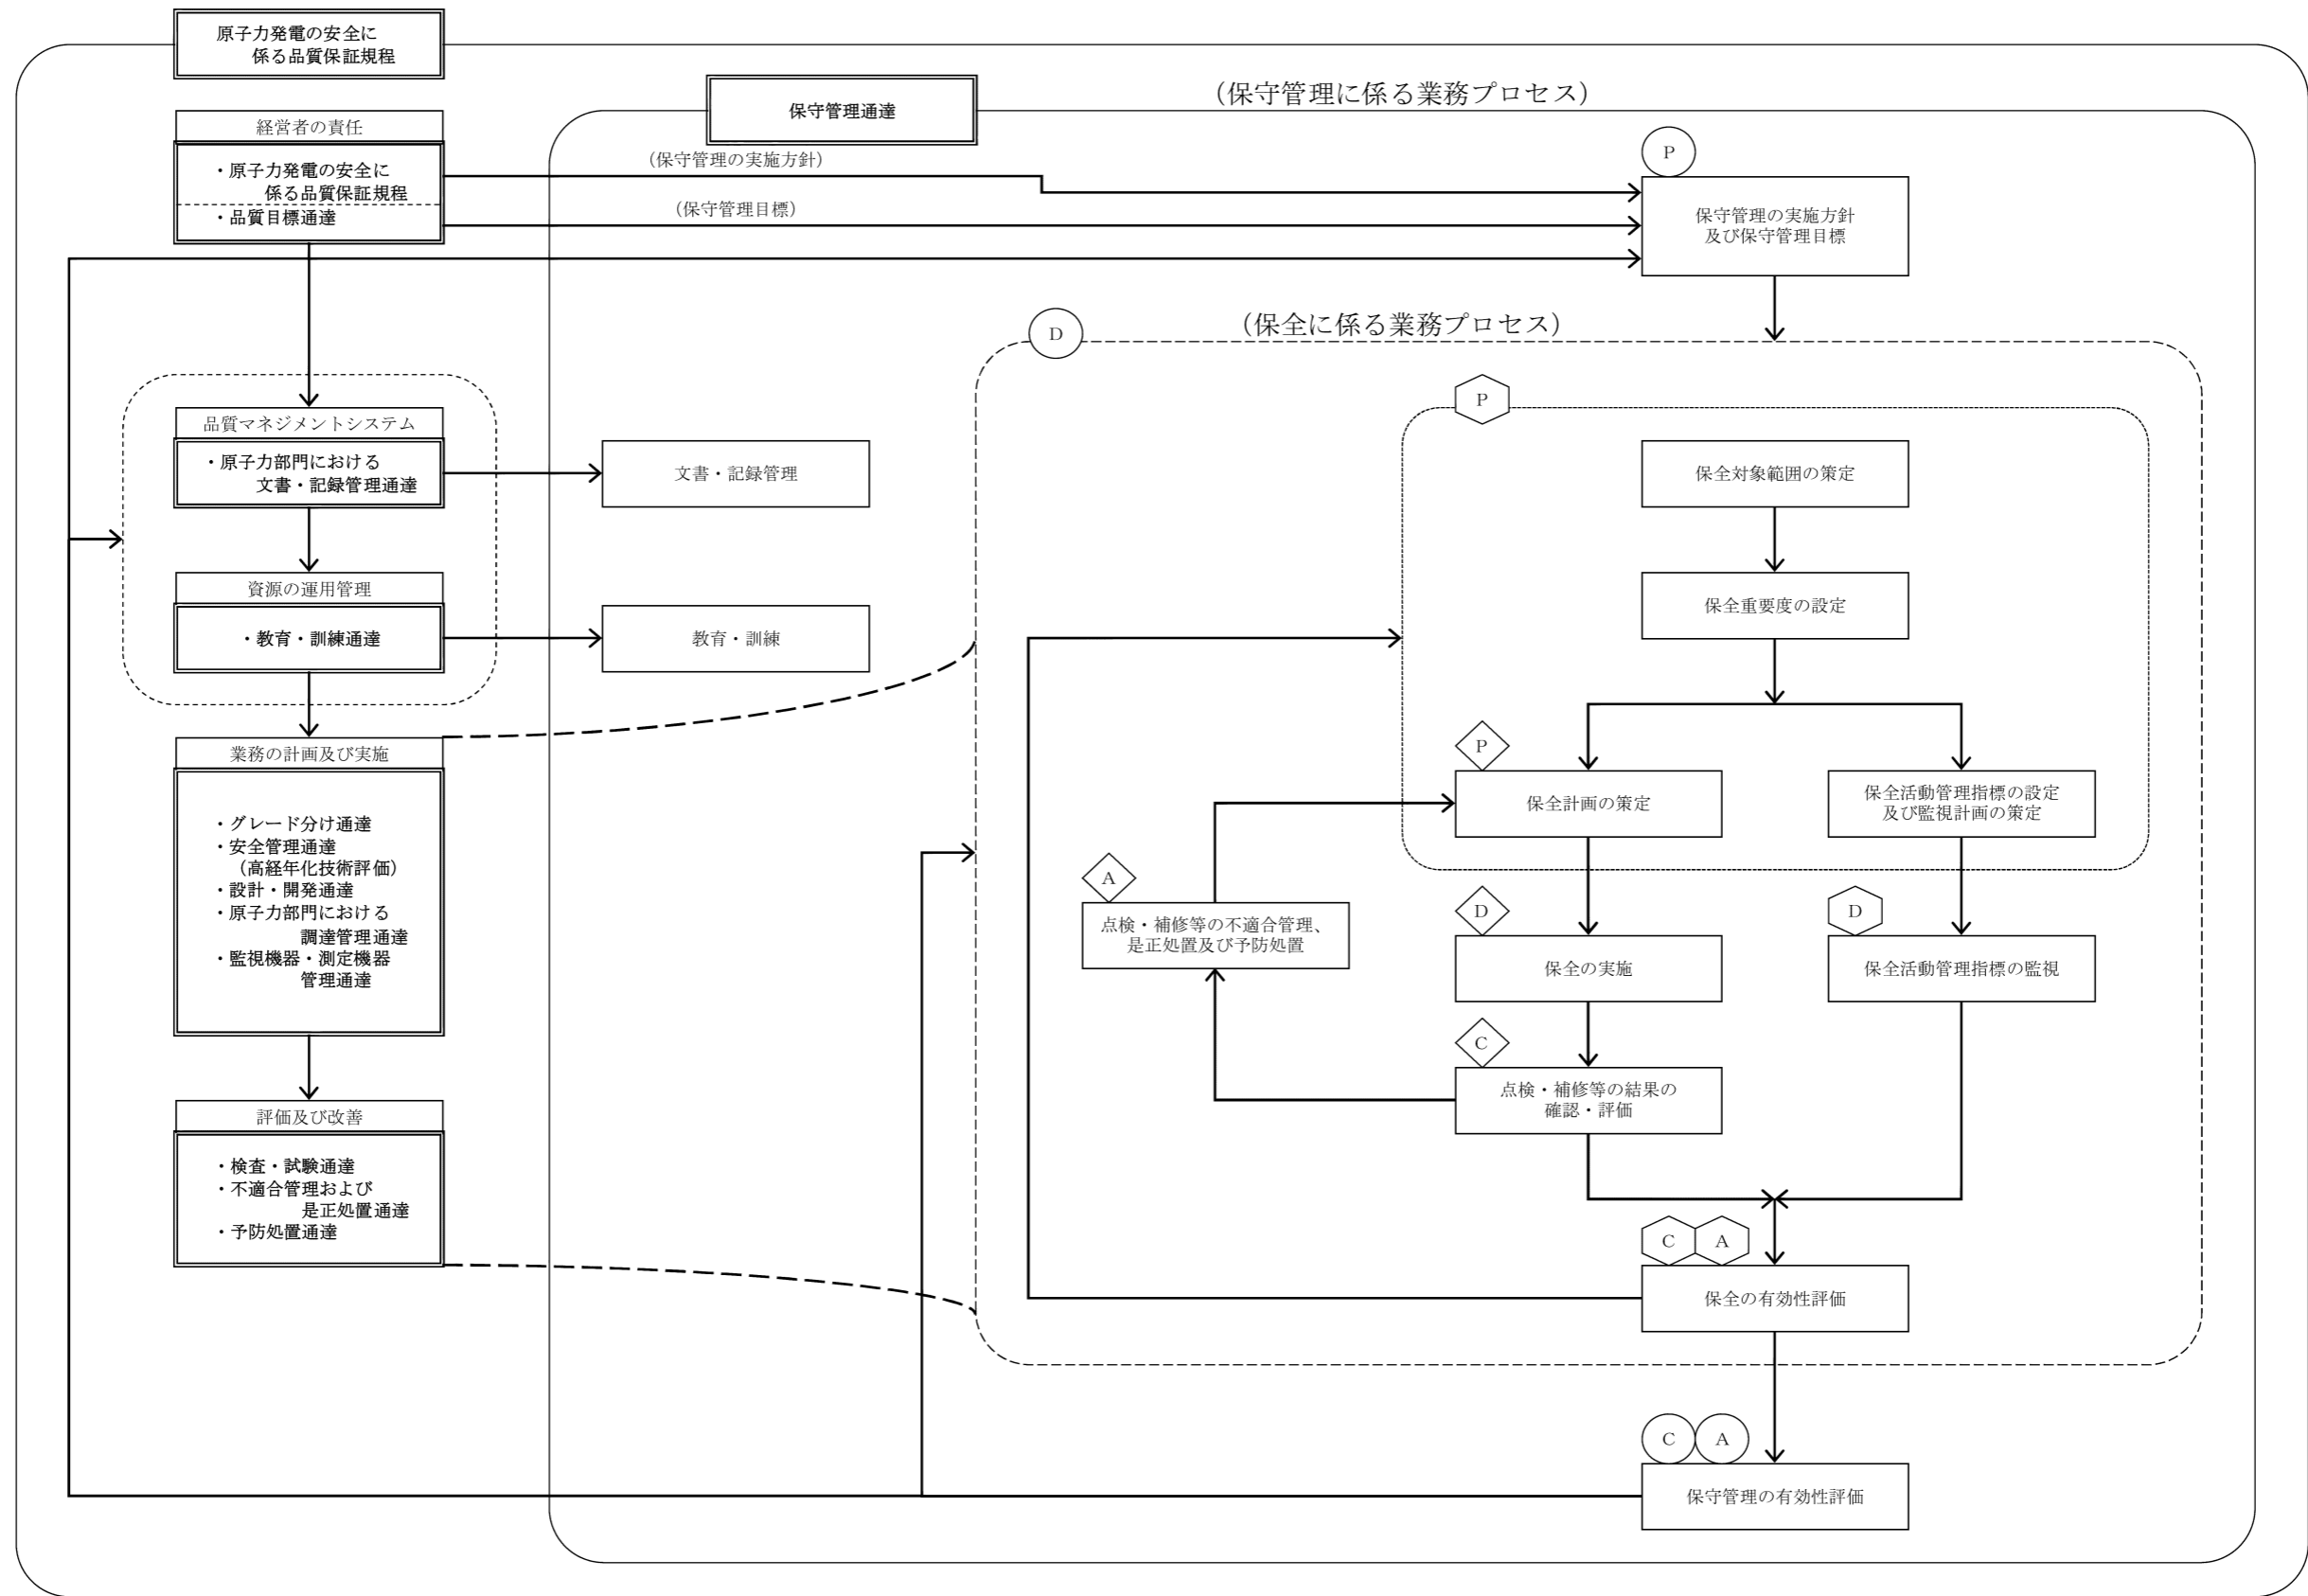 原子力発電の安全に
係る品質保証規程
保守管理通達
（保守管理に係る業務プロセス）
経営者の責任
・原子力発電の安全に
係る品質保証規程
・品質目標通達
（保守管理の実施方針）
（保守管理目標）
P
保守管理の実施方針
及び保守管理目標
D
（保全に係る業務プロセス）
品質マネジメントシステム
・原子力部門における
文書・記録管理通達
文書・記録管理
資源の運用管理
・教育・訓練通達
教育・訓練
業務の計画及び実施
・グレード分け通達
・安全管理通達
（高経年化技術評価）
・設計・開発通達
・原子力部門における
調達管理通達
・監視機器・測定機器
管理通達
評価及び改善
・検査・試験通達
・不適合管理および
是正処置通達
・予防処置通達
P
保全対象範囲の策定
保全重要度の設定
P
保全計画の策定
保全活動管理指標の設定
及び監視計画の策定
A
点検・補修等の不適合管理、
是正処置及び予防処置
D
保全の実施
D
保全活動管理指標の監視
C
点検・補修等の結果の
確認・評価
C A
保全の有効性評価
C A
保守管理の有効性評価